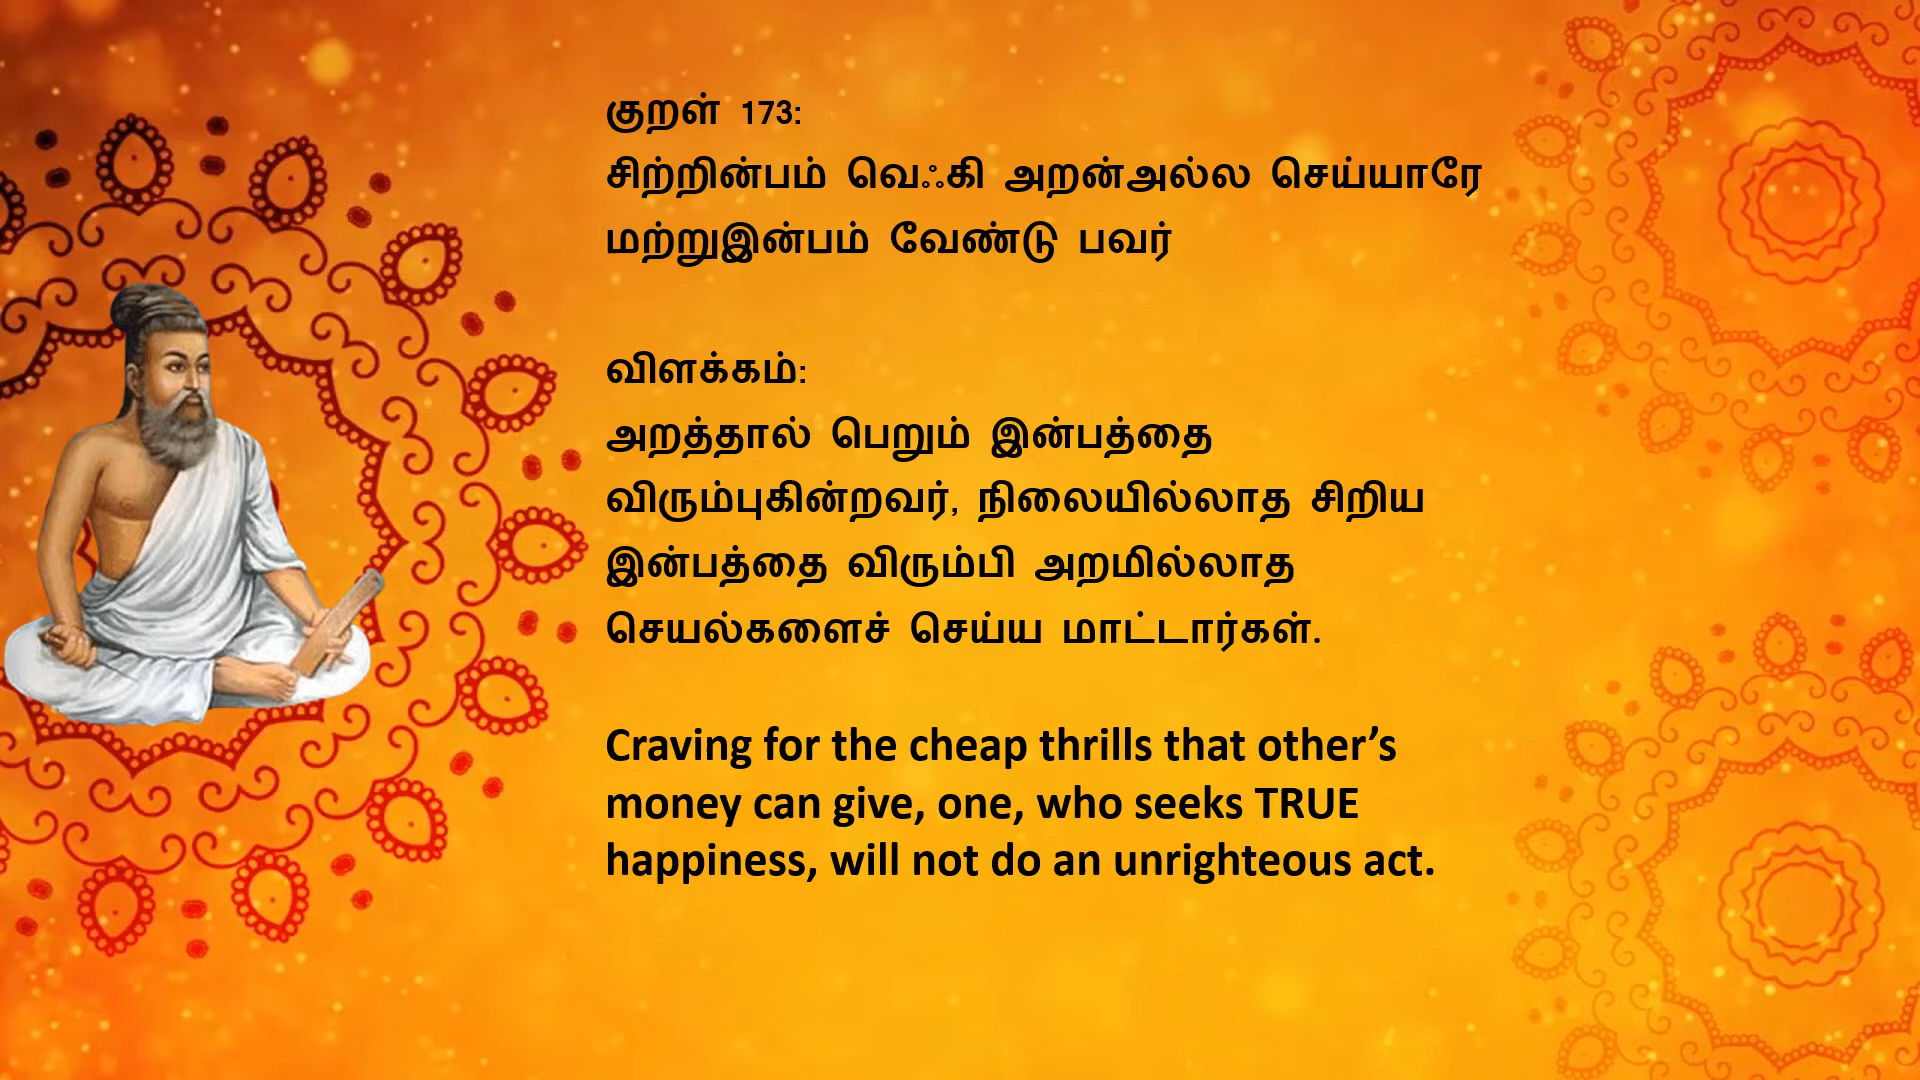 குறள் 173:
சிற்றின்பம் வெஃகி அறன்அல்ல செய்யாரே
மற்றுஇன்பம் வேண்டு பவர்
விளக்கம்:
அறத்தால் பெறும் இன்பத்தை
விரும்புகின்றவர், நிலையில்லாத சிறிய
இன்பத்தை விரும்பி அறமில்லாத
செயல்களைச் செய்ய மாட்டார்கள்.
Craving for the cheap thrills that other’s
money can give, one, who seeks TRUE
happiness, will not do an unrighteous act.